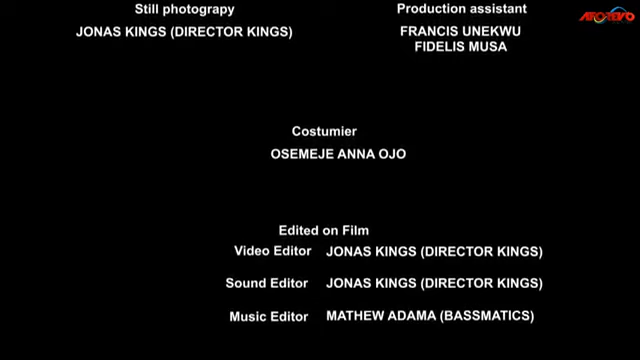 Still photograpy
JONAS KINGS (DIRECTOR KINGS)
Production assistant
FRANCIS UNEKWU
FIDELIS MUSA
Costumier
OSEMEJE ANNA OJO
Edited on Film
Video Editor JONAS KINGS (DIRECTOR KINGS)
Sound Editor JONAS KINGS (DIRECTOR KINGS)
Music Editor MATHEW ADAMA (BASSMATICS)